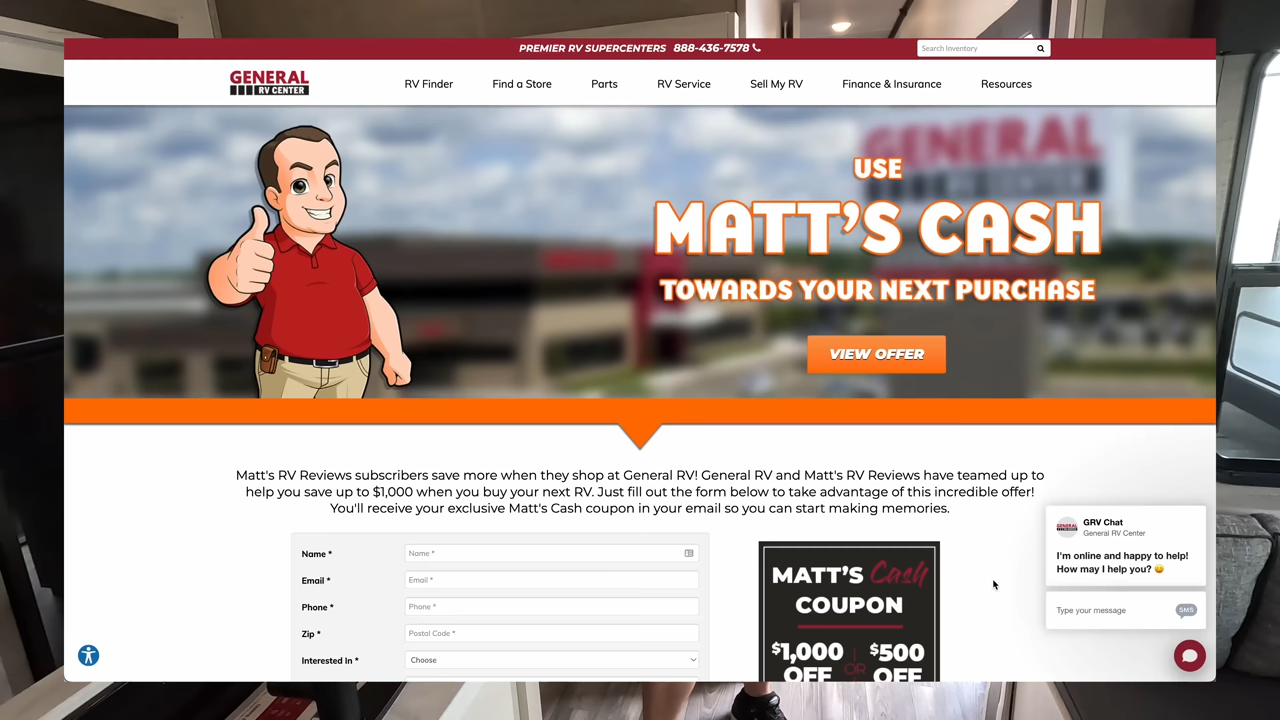 PREMIER RV SUPERCENTERS 888-436-7578
Search Inventory
GENERAL
RV CENTER
RV Finder
Find a Store
Parts
RV Service
Sell My RV
Finance & Insurance
Resources
GENERAL
USE
MATT'S CASH
TOWARDS YOUR NEXT PURCHASE
VIEW OFFER
Matt's RV Reviews subscribers save more when they shop at General RV! General RV and Matt's RV Reviews have teamed up to
help you save up to $1,000 when you buy your next RV. Just fill out the form below to take advantage of this incredible offer!
You'll receive your exclusive Matt's Cash coupon in your email so you can start making memories.
Name *
Name *
Email *
Email *
Phone *
Phone *
Zip *
Postal Code *
Interested In *
Choose
MATT'S Cash
COUPON
$1,000 OR $500
OFF OFF
GENERAL
GRV Chat
General RV Center
I'm online and happy to help!
How may I help you? 😀
Type your message
SMS